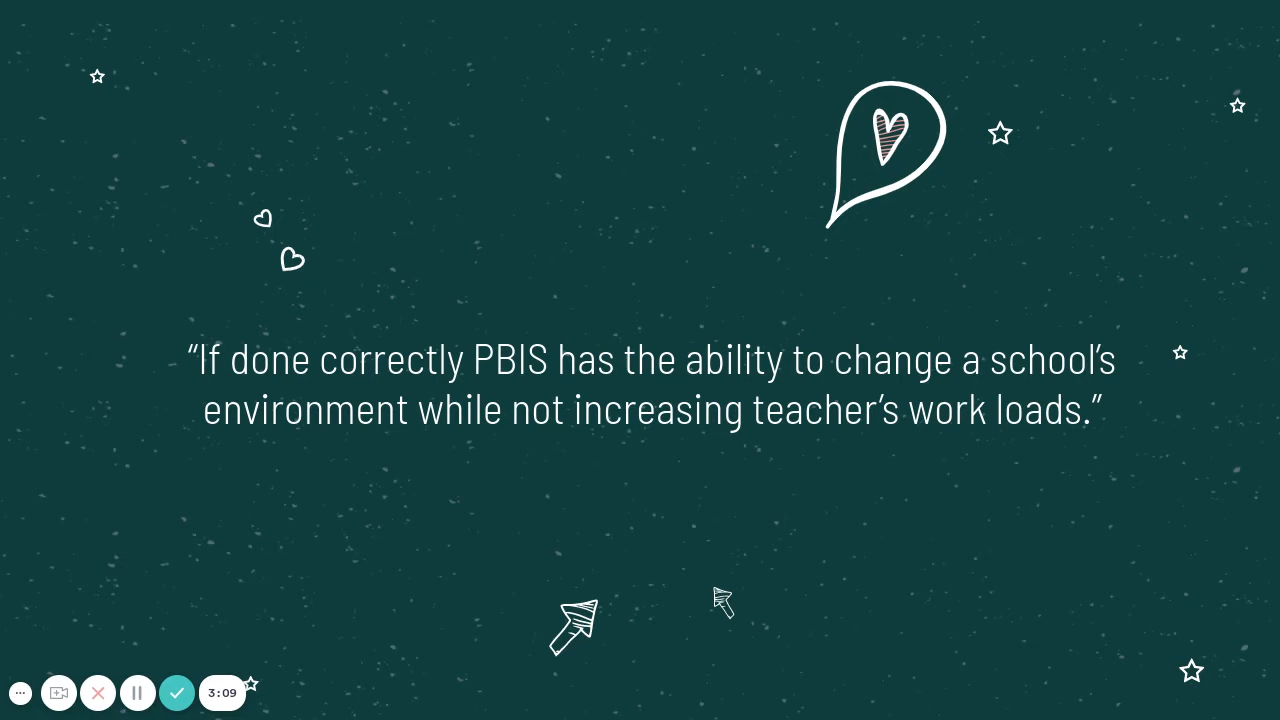 “If done correctly PBIS has the ability to change a school’s
environment while not increasing teacher’s work loads.”
3:09